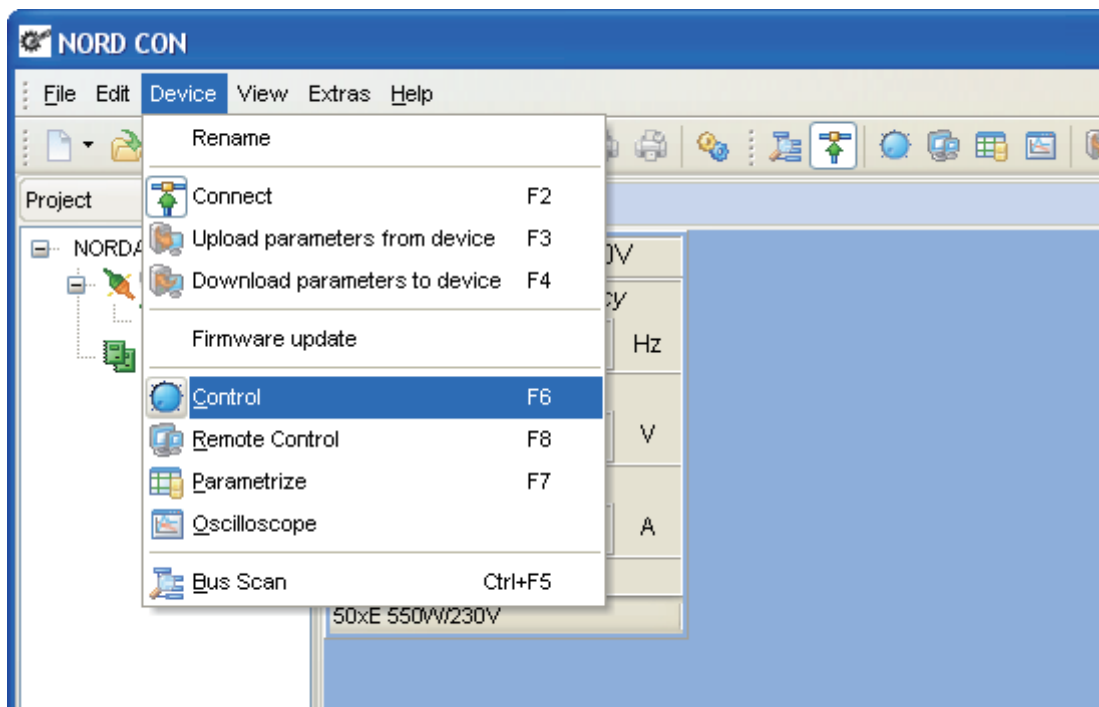 NORD CON
File Edit Device View Extras Help
Rename
Project
Connect F2
Upload parameters from device F3
Download parameters to device F4
Firmware update
Hz
Control F6
Remote Control F8
V
Parametrize F7
Oscilloscope
A
Bus Scan Ctrl+F5
50xE 550W/230V